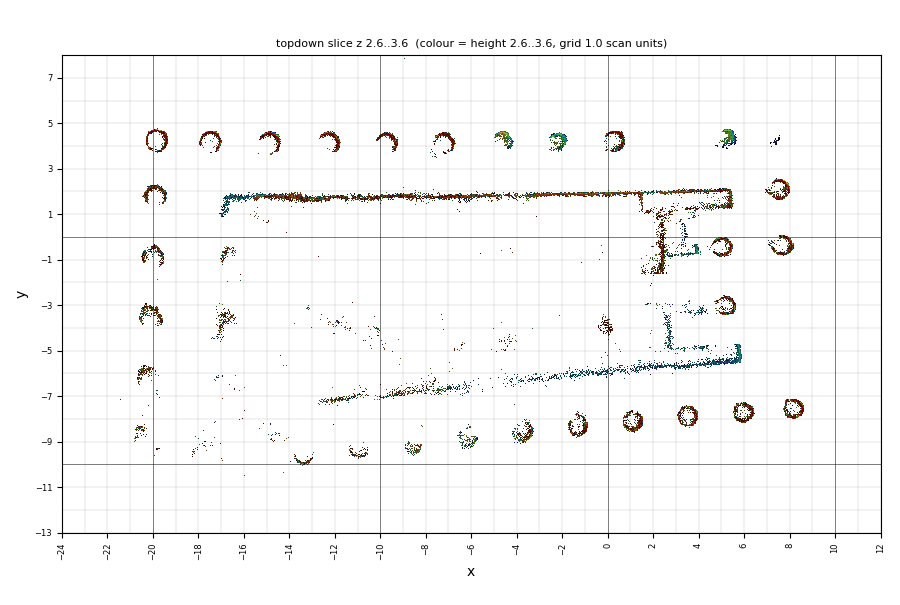 topdown slice z 2.6..3.6 (colour = height 2.6..3.6, grid 1.0 scan units)
7
5
3
1
−1
−3
−5
−7
−9
−11
−13
y
−24 −22 −20 −18 −16 −14 −12 −10 −8 −6 −4 −2 0 2 4 6 8 10 12
x